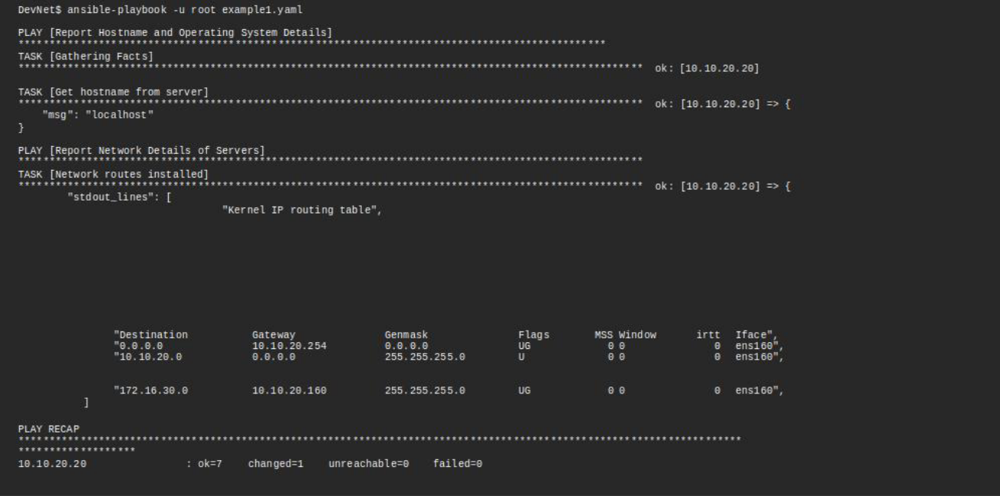 DevNet$ ansible-playbook -u root example1.yaml
PLAY [Report Hostname and Operating System Details]
**********************************************************************************************
TASK [Gathering Facts]
**************************************************************************************************** ok: [10.10.20.20]
TASK [Get hostname from server]
**************************************************************************************************** ok: [10.10.20.20] => {
"msg": "localhost"
}
PLAY [Report Network Details of Servers]
****************************************************************************************************
TASK [Network routes installed]
**************************************************************************************************** ok: [10.10.20.20] => {
"stdout_lines": [
"Kernel IP routing table",
"Destination Gateway Genmask Flags MSS Window irtt Iface",
"0.0.0.0 10.10.20.254 0.0.0.0 UG 0 0 0 ens160",
"10.10.20.0 0.0.0.0 255.255.255.0 U 0 0 0 ens160",
"172.16.30.0 10.10.20.160 255.255.255.0 UG 0 0 0 ens160",
]
PLAY RECAP
********************************************************************************************************************
*******************
10.10.20.20 : ok=7 changed=1 unreachable=0 failed=0